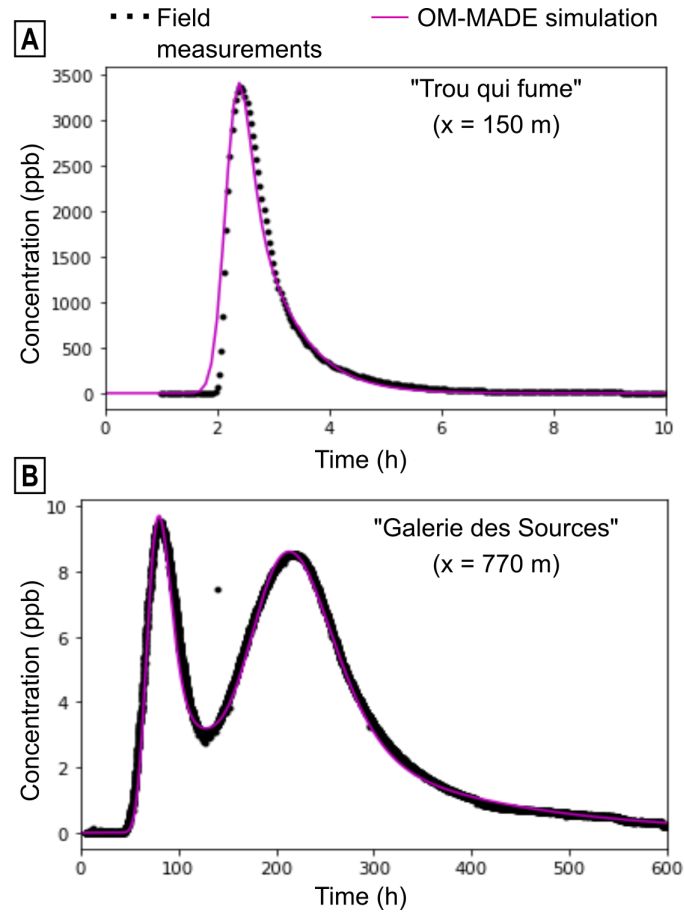 Field measurements
OM-MADE simulation
A
"Trou qui fume"
(x = 150 m)
Concentration (ppb)
3500
3000
2500
2000
1500
1000
500
0
0 2 4 6 8 10
Time (h)
B
"Galerie des Sources"
(x = 770 m)
Concentration (ppb)
10
8
6
4
2
0
0 100 200 300 400 500 600
Time (h)